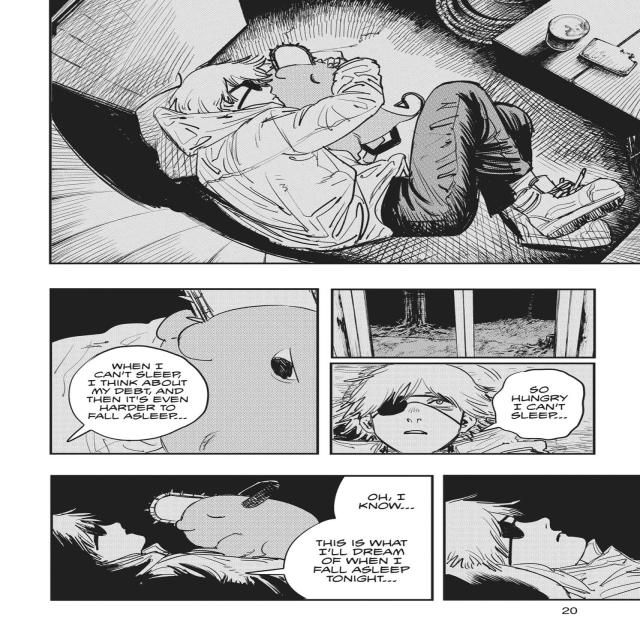 WHEN I
CAN'T SLEEP,
I THINK ABOUT
MY DEBT, AND
THEN IT'S EVEN
HARDER TO
FALL ASLEEP...
SO
HUNGRY
I CAN'T
SLEEP...
OH, I
KNOW...
THIS IS WHAT
I'LL DREAM
OF WHEN I
FALL ASLEEP
TONIGHT...
20